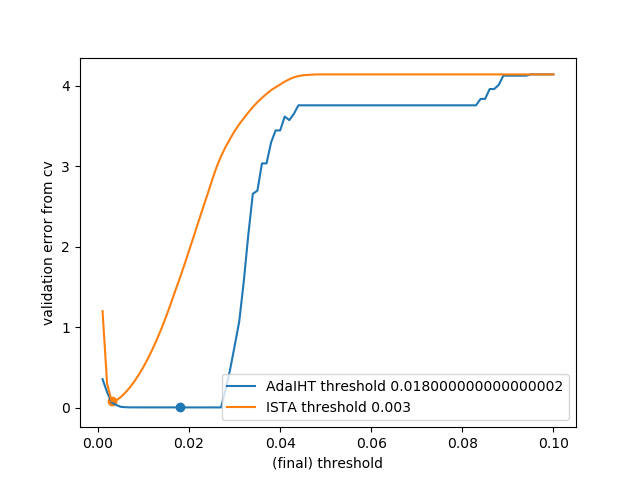 4
3
2
1
0
validation error from cv
AdaIHT threshold 0.018000000000000002
ISTA threshold 0.003
0.00 0.02 0.04 0.06 0.08 0.10
(final) threshold